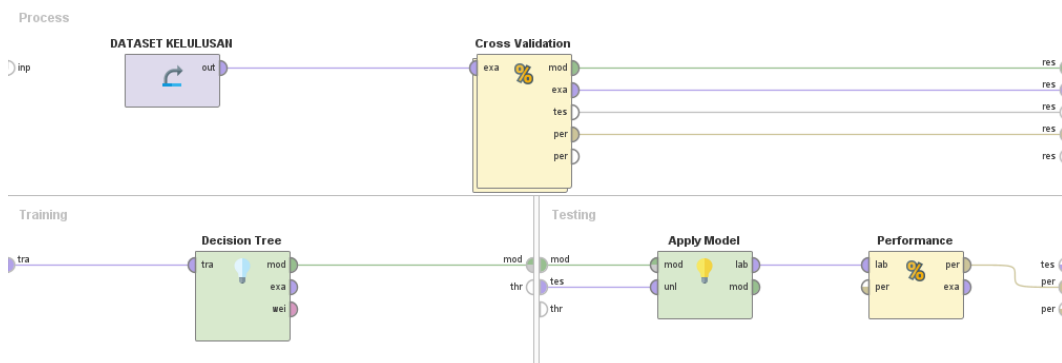 Process
DATASET KELULUSAN
Cross Validation
inp
out
exa
mod
res
exa
res
tes
res
per
res
per
res
Training
Testing
Decision Tree
Apply Model
Performance
tra
tra
mod
mod
mod
mod
lab
lab
per
tes
exa
thr
tes
unl
mod
per
exa
per
wei
thr
per